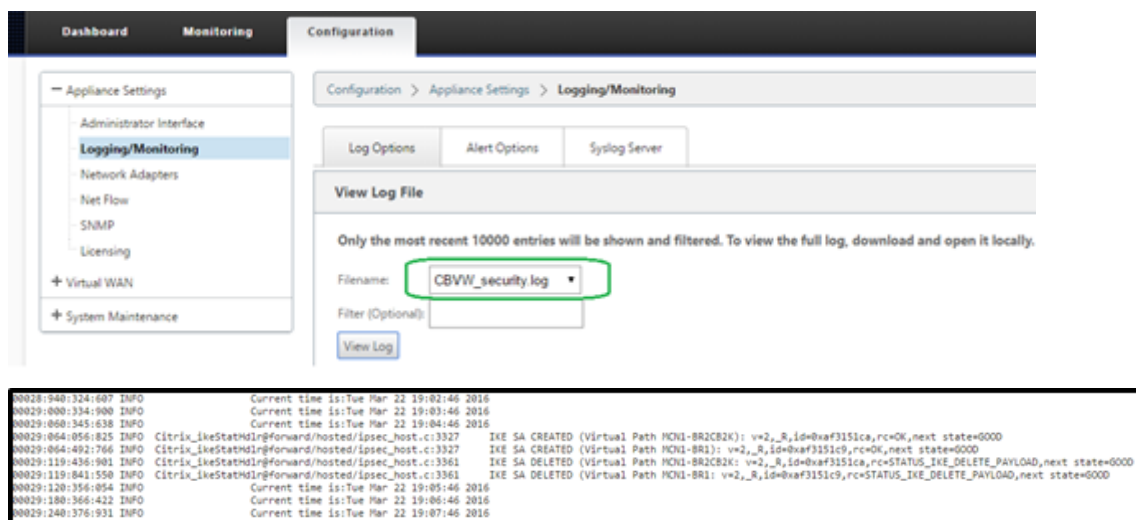 Dashboard Monitoring Configuration
Appliance Settings
Administrator Interface
Logging/Monitoring
Network Adapters
Net Flow
SNMP
Licensing
Virtual WAN
System Maintenance
Configuration > Appliance Settings > Logging/Monitoring
Log Options Alert Options Syslog Server
View Log File
Only the most recent 10000 entries will be shown and filtered. To view the full log, download and open it locally.
Filename: CBVW_security.log
Filter (Optional):
View Log
00028:940:324:607 INFO Current time is:Tue Mar 22 19:02:46 2016
00029:000:334:900 INFO Current time is:Tue Mar 22 19:03:46 2016
00029:060:345:638 INFO Current time is:Tue Mar 22 19:04:46 2016
00029:064:056:825 INFO Citrix_ikeStatHdlr@forward/hosted/ipsec_host.c:3327 IKE SA CREATED (Virtual Path MCN1-BR2CB2K): v=2,_R,id=0xaf3151ca,rc=OK,next state=GOOD
00029:064:492:766 INFO Citrix_ikeStatHdlr@forward/hosted/ipsec_host.c:3327 IKE SA CREATED (Virtual Path MCN1-BR1): v=2,_R,id=0xaf3151c9,rc=OK,next state=GOOD
00029:119:436:901 INFO Citrix_ikeStatHdlr@forward/hosted/ipsec_host.c:3361 IKE SA DELETED (Virtual Path MCN1-BR2CB2K: v=2,_R,id=0xaf3151ca,rc=STATUS_IKE_DELETE_PAYLOAD,next state=GOOD
00029:119:841:550 INFO Citrix_ikeStatHdlr@forward/hosted/ipsec_host.c:3361 IKE SA DELETED (Virtual Path MCN1-BR1: v=2,_R,id=0xaf3151c9,rc=STATUS_IKE_DELETE_PAYLOAD,next state=GOOD
00029:120:356:054 INFO Current time is:Tue Mar 22 19:05:46 2016
00029:180:366:422 INFO Current time is:Tue Mar 22 19:06:46 2016
00029:240:376:931 INFO Current time is:Tue Mar 22 19:07:46 2016